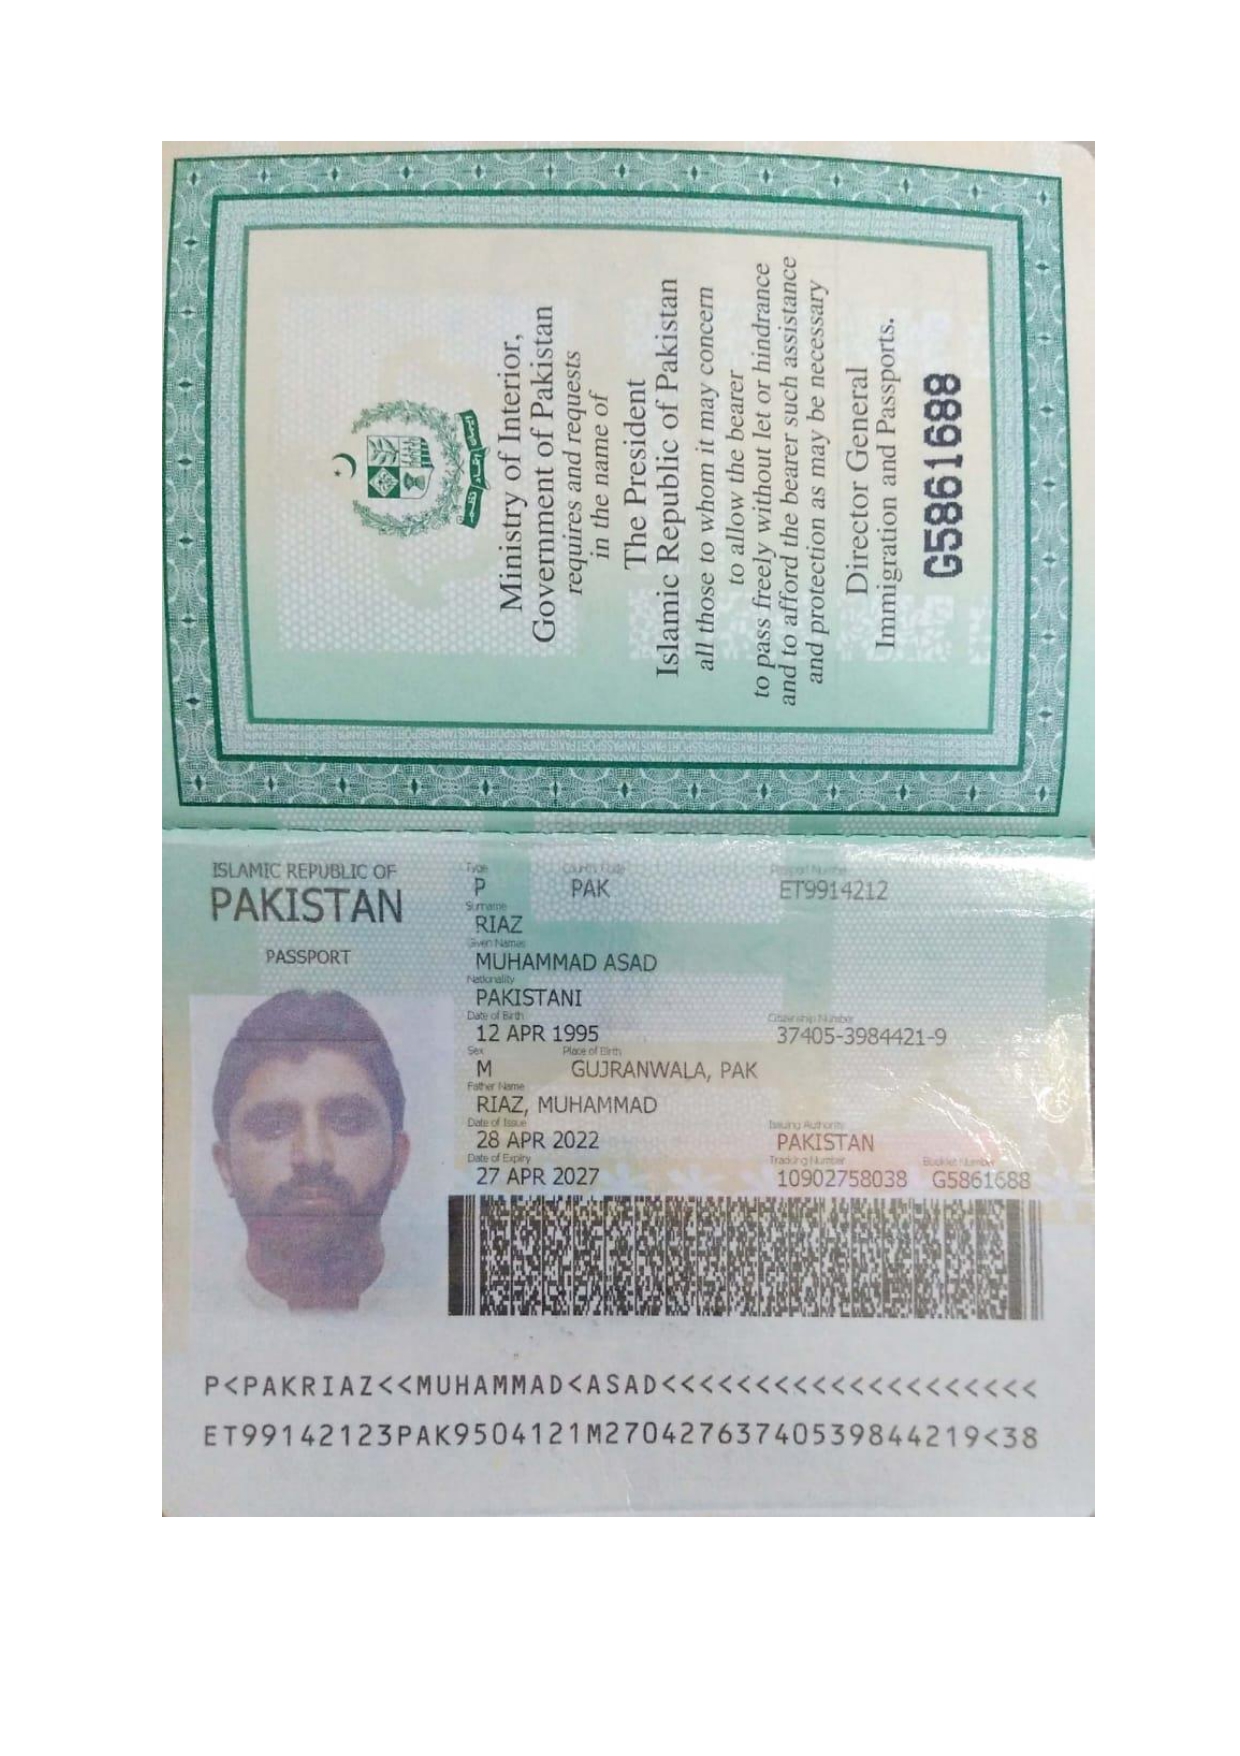 Ministry of Interior,
Government of Pakistan
requires and requests
in the name of
The President
Islamic Republic of Pakistan
all those to whom it may concern
to allow the bearer
to pass freely without let or hindrance
and to afford the bearer such assistance
and protection as may be necessary
Director General
Immigration and Passports.
G5861688
ISLAMIC REPUBLIC OF
PAKISTAN
PASSPORT
Type Country Code Passport Number
P PAK ET9914212
Surname
RIAZ
Given Names
MUHAMMAD ASAD
Nationality
PAKISTANI
Date of Birth Citizenship Number
12 APR 1995 37405-3984421-9
Sex Place of Birth
M GUJRANWALA, PAK
Father Name
RIAZ, MUHAMMAD
Date of Issue Issuing Authority
28 APR 2022 PAKISTAN
Date of Expiry Tracking Number Booklet Number
27 APR 2027 10902758038 G5861688
P<PAKRIAZ<<MUHAMMAD<ASAD<<<<<<<<<<<<<<<<<<<<
ET99142123PAK9504121M27042763740539844219<38